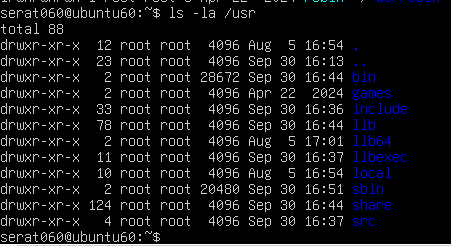 serat060@ubuntu60:~$ ls -la /usr
total 88
drwxr-xr-x  12 root root  4096 Aug  5 16:54 .
drwxr-xr-x  23 root root  4096 Sep 30 16:13 ..
drwxr-xr-x   2 root root 28672 Sep 30 16:44 bin
drwxr-xr-x   2 root root  4096 Apr 22  2024 games
drwxr-xr-x  33 root root  4096 Sep 30 16:36 include
drwxr-xr-x  78 root root  4096 Sep 30 16:44 lib
drwxr-xr-x   2 root root  4096 Aug  5 17:01 lib64
drwxr-xr-x  11 root root  4096 Sep 30 16:37 libexec
drwxr-xr-x  10 root root  4096 Aug  5 16:54 local
drwxr-xr-x   2 root root 20480 Sep 30 16:51 sbin
drwxr-xr-x 124 root root  4096 Sep 30 16:44 share
drwxr-xr-x   4 root root  4096 Sep 30 16:37 src
serat060@ubuntu60:~$